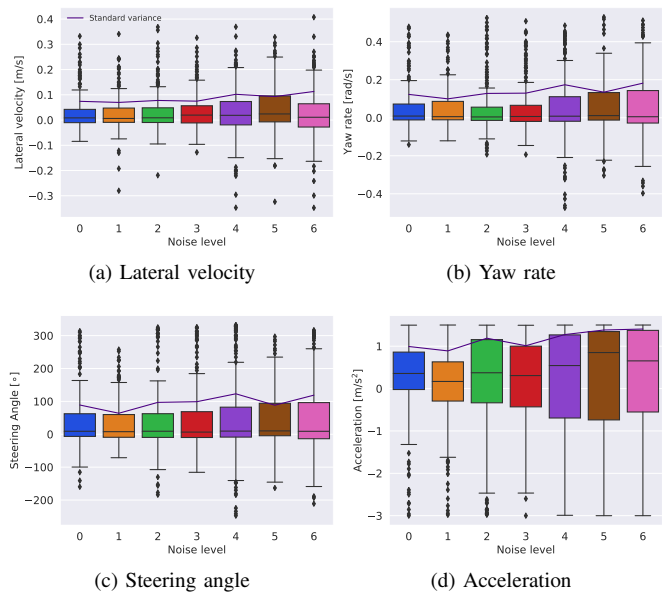 Standard variance
0.4
0.3
0.2
0.1
0.0
−0.1
−0.2
−0.3
Lateral velocity [m/s]
0 1 2 3 4 5 6
Noise level
(a) Lateral velocity
0.4
0.2
0.0
−0.2
−0.4
Yaw rate [rad/s]
0 1 2 3 4 5 6
Noise level
(b) Yaw rate
300
200
100
0
−100
−200
Steering Angle [∘]
0 1 2 3 4 5 6
Noise level
(c) Steering angle
1
0
−1
−2
−3
Acceleration [m/s²]
0 1 2 3 4 5 6
Noise level
(d) Acceleration